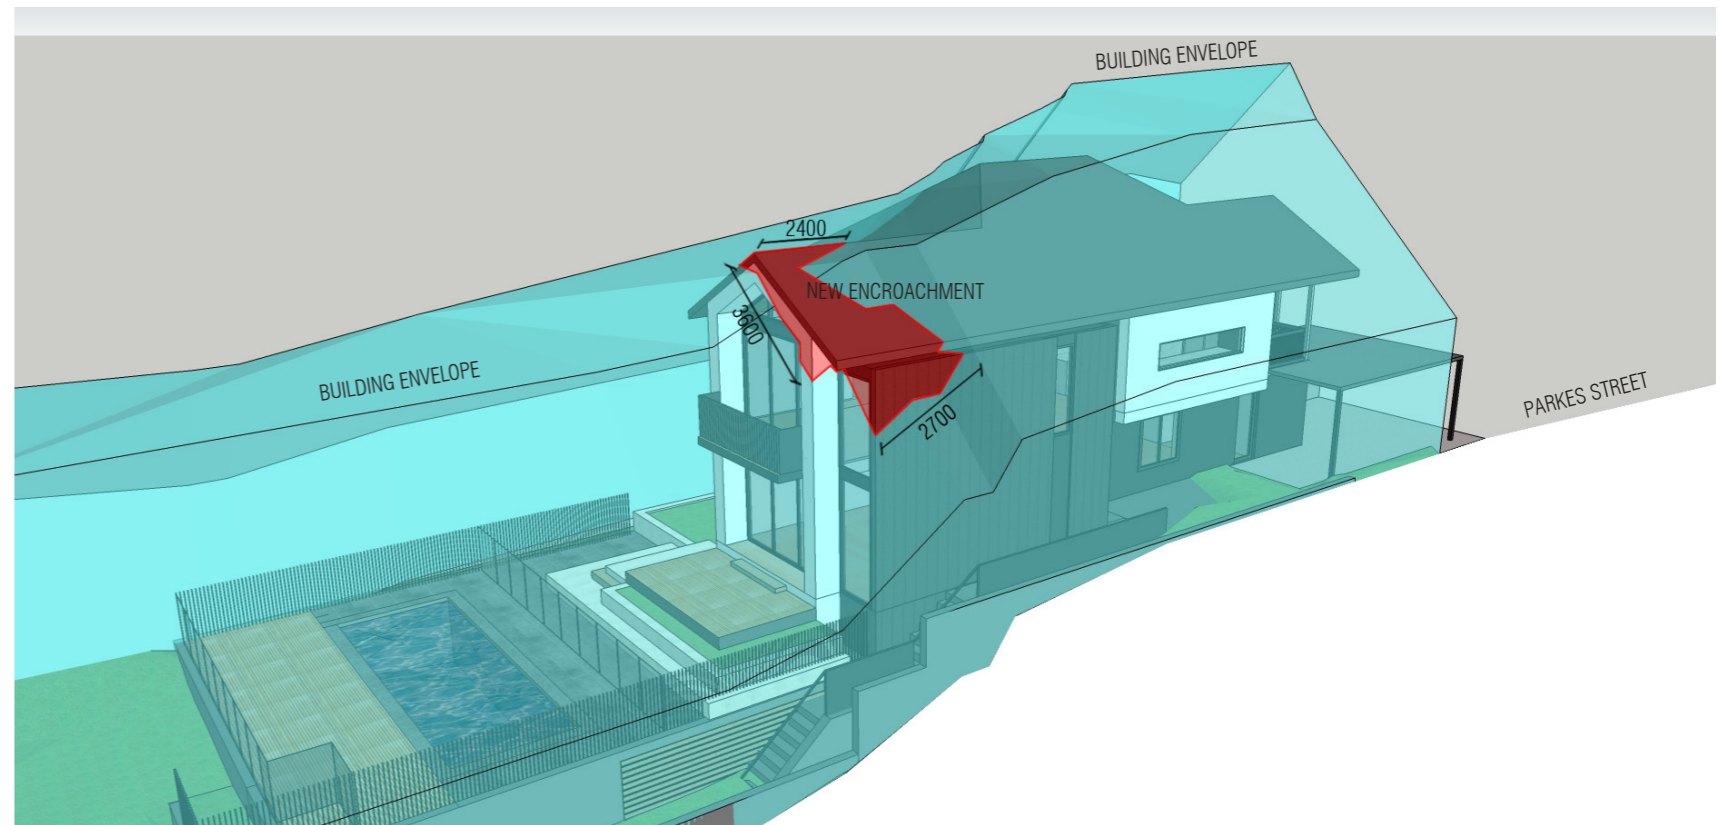 BUILDING ENVELOPE
2400
NEW ENCROACHMENT
3600
BUILDING ENVELOPE
PARKES STREET
2700